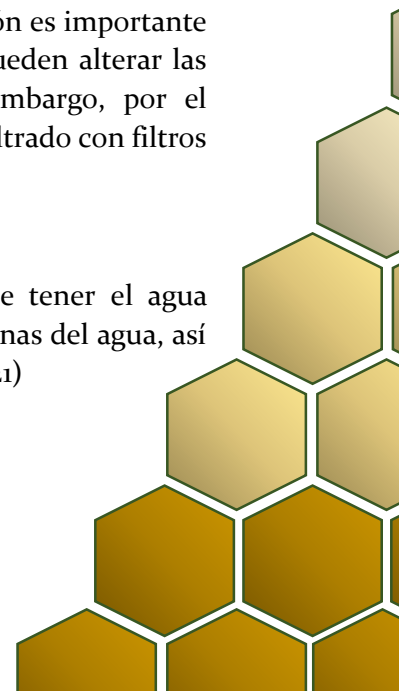 ón es importante
ueden alterar las
mbargo, por el
ltrado con filtros
e tener el agua
nas del agua, así
21)